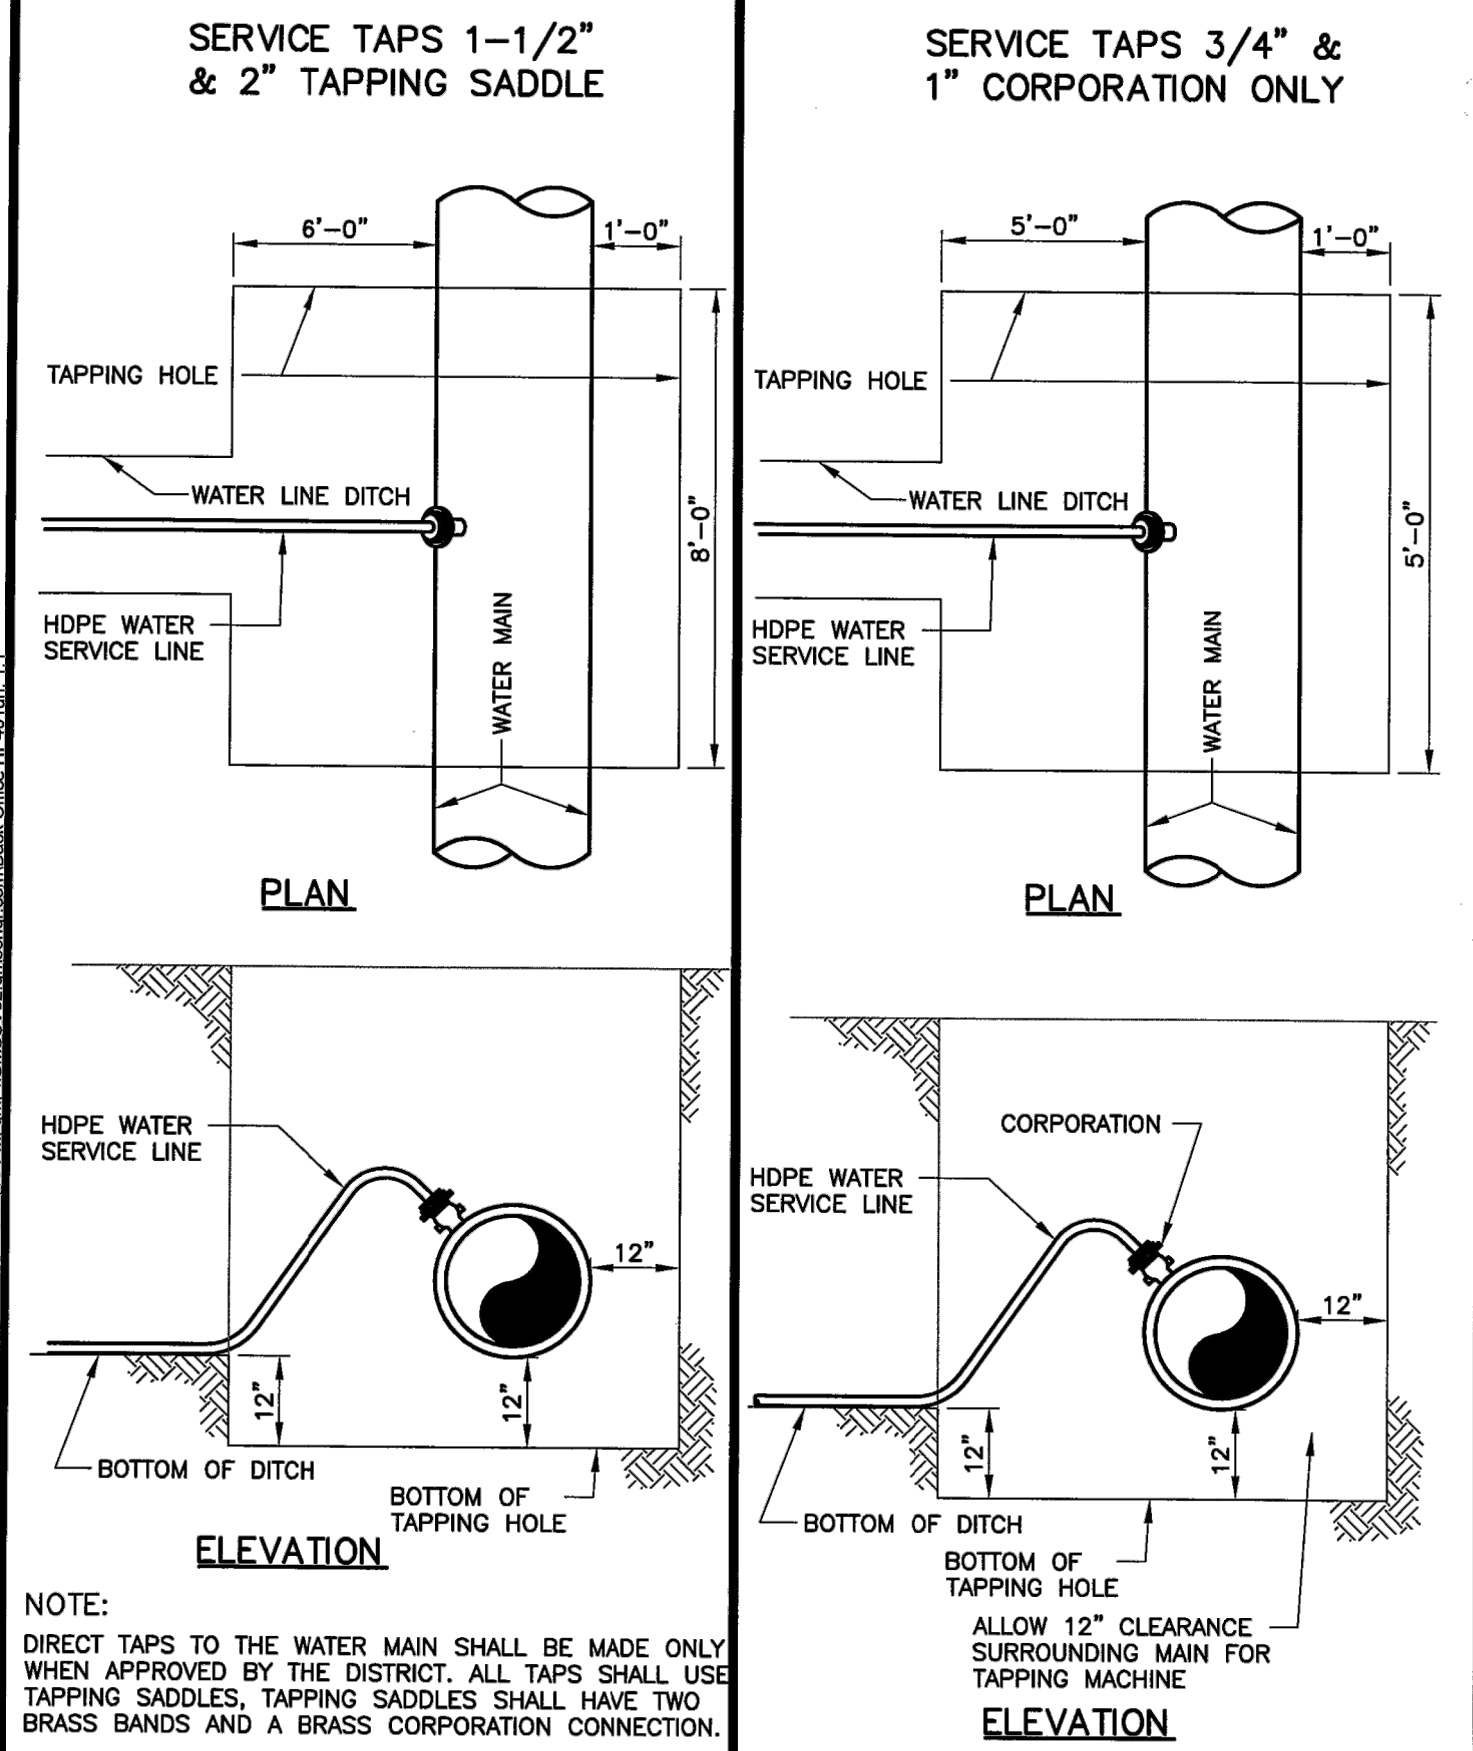 SERVICE TAPS 1-1/2"
& 2" TAPPING SADDLE
6'-0"
1'-0"
TAPPING HOLE
WATER LINE DITCH
8'-0"
HDPE WATER
SERVICE LINE
WATER MAIN
PLAN
HDPE WATER
SERVICE LINE
12"
12"
12"
BOTTOM OF DITCH
BOTTOM OF
TAPPING HOLE
ELEVATION
NOTE:
DIRECT TAPS TO THE WATER MAIN SHALL BE MADE ONLY
WHEN APPROVED BY THE DISTRICT. ALL TAPS SHALL USE
TAPPING SADDLES, TAPPING SADDLES SHALL HAVE TWO
BRASS BANDS AND A BRASS CORPORATION CONNECTION.
SERVICE TAPS 3/4" &
1" CORPORATION ONLY
5'-0"
1'-0"
TAPPING HOLE
WATER LINE DITCH
5'-0"
HDPE WATER
SERVICE LINE
WATER MAIN
PLAN
CORPORATION
HDPE WATER
SERVICE LINE
12"
12"
12"
BOTTOM OF DITCH
BOTTOM OF
TAPPING HOLE
ALLOW 12" CLEARANCE
SURROUNDING MAIN FOR
TAPPING MACHINE
ELEVATION